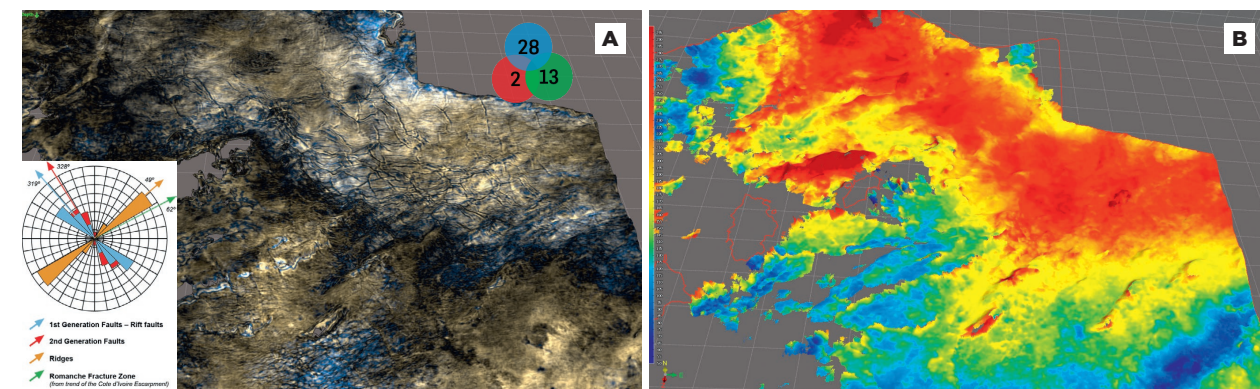 28
2
13
A
B
328°
319°
49°
62°
1st Generation Faults – Rift faults
2nd Generation Faults
Ridges
Romanche Fracture Zone
(from trend of the Cote d'Ivoire Escarpment)
N